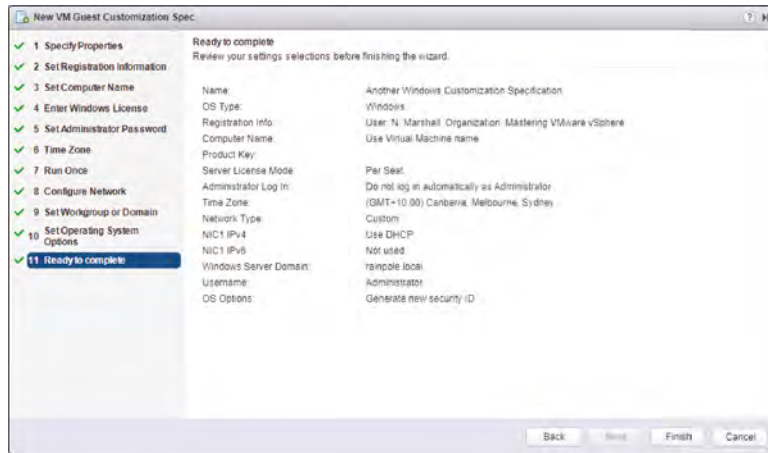 New VM Guest Customization Spec
1 Specify Properties
2 Set Registration Information
3 Set Computer Name
4 Enter Windows License
5 Set Administrator Password
6 Time Zone
7 Run Once
8 Configure Network
9 Set Workgroup or Domain
10 Set Operating System Options
11 Ready to complete
Ready to complete
Review your settings selections before finishing the wizard.
Name: Another Windows Customization Specification
OS Type: Windows
Registration Info: User: N. Marshall. Organization: Mastering VMware vSphere
Computer Name: Use Virtual Machine name
Product Key:
Server License Mode: Per Seat
Administrator Log In: Do not log in automatically as Administrator
Time Zone: (GMT+10:00) Canberra, Melbourne, Sydney
Network Type: Custom
NIC1 IPv4 Use DHCP
NIC1 IPv6 Not used
Windows Server Domain: rainpole.local
Username: Administrator
OS Options: Generate new security ID
Back Next Finish Cancel